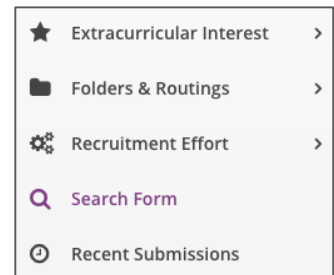 Extracurricular Interest
Folders & Routings
Recruitment Effort
Search Form
Recent Submissions